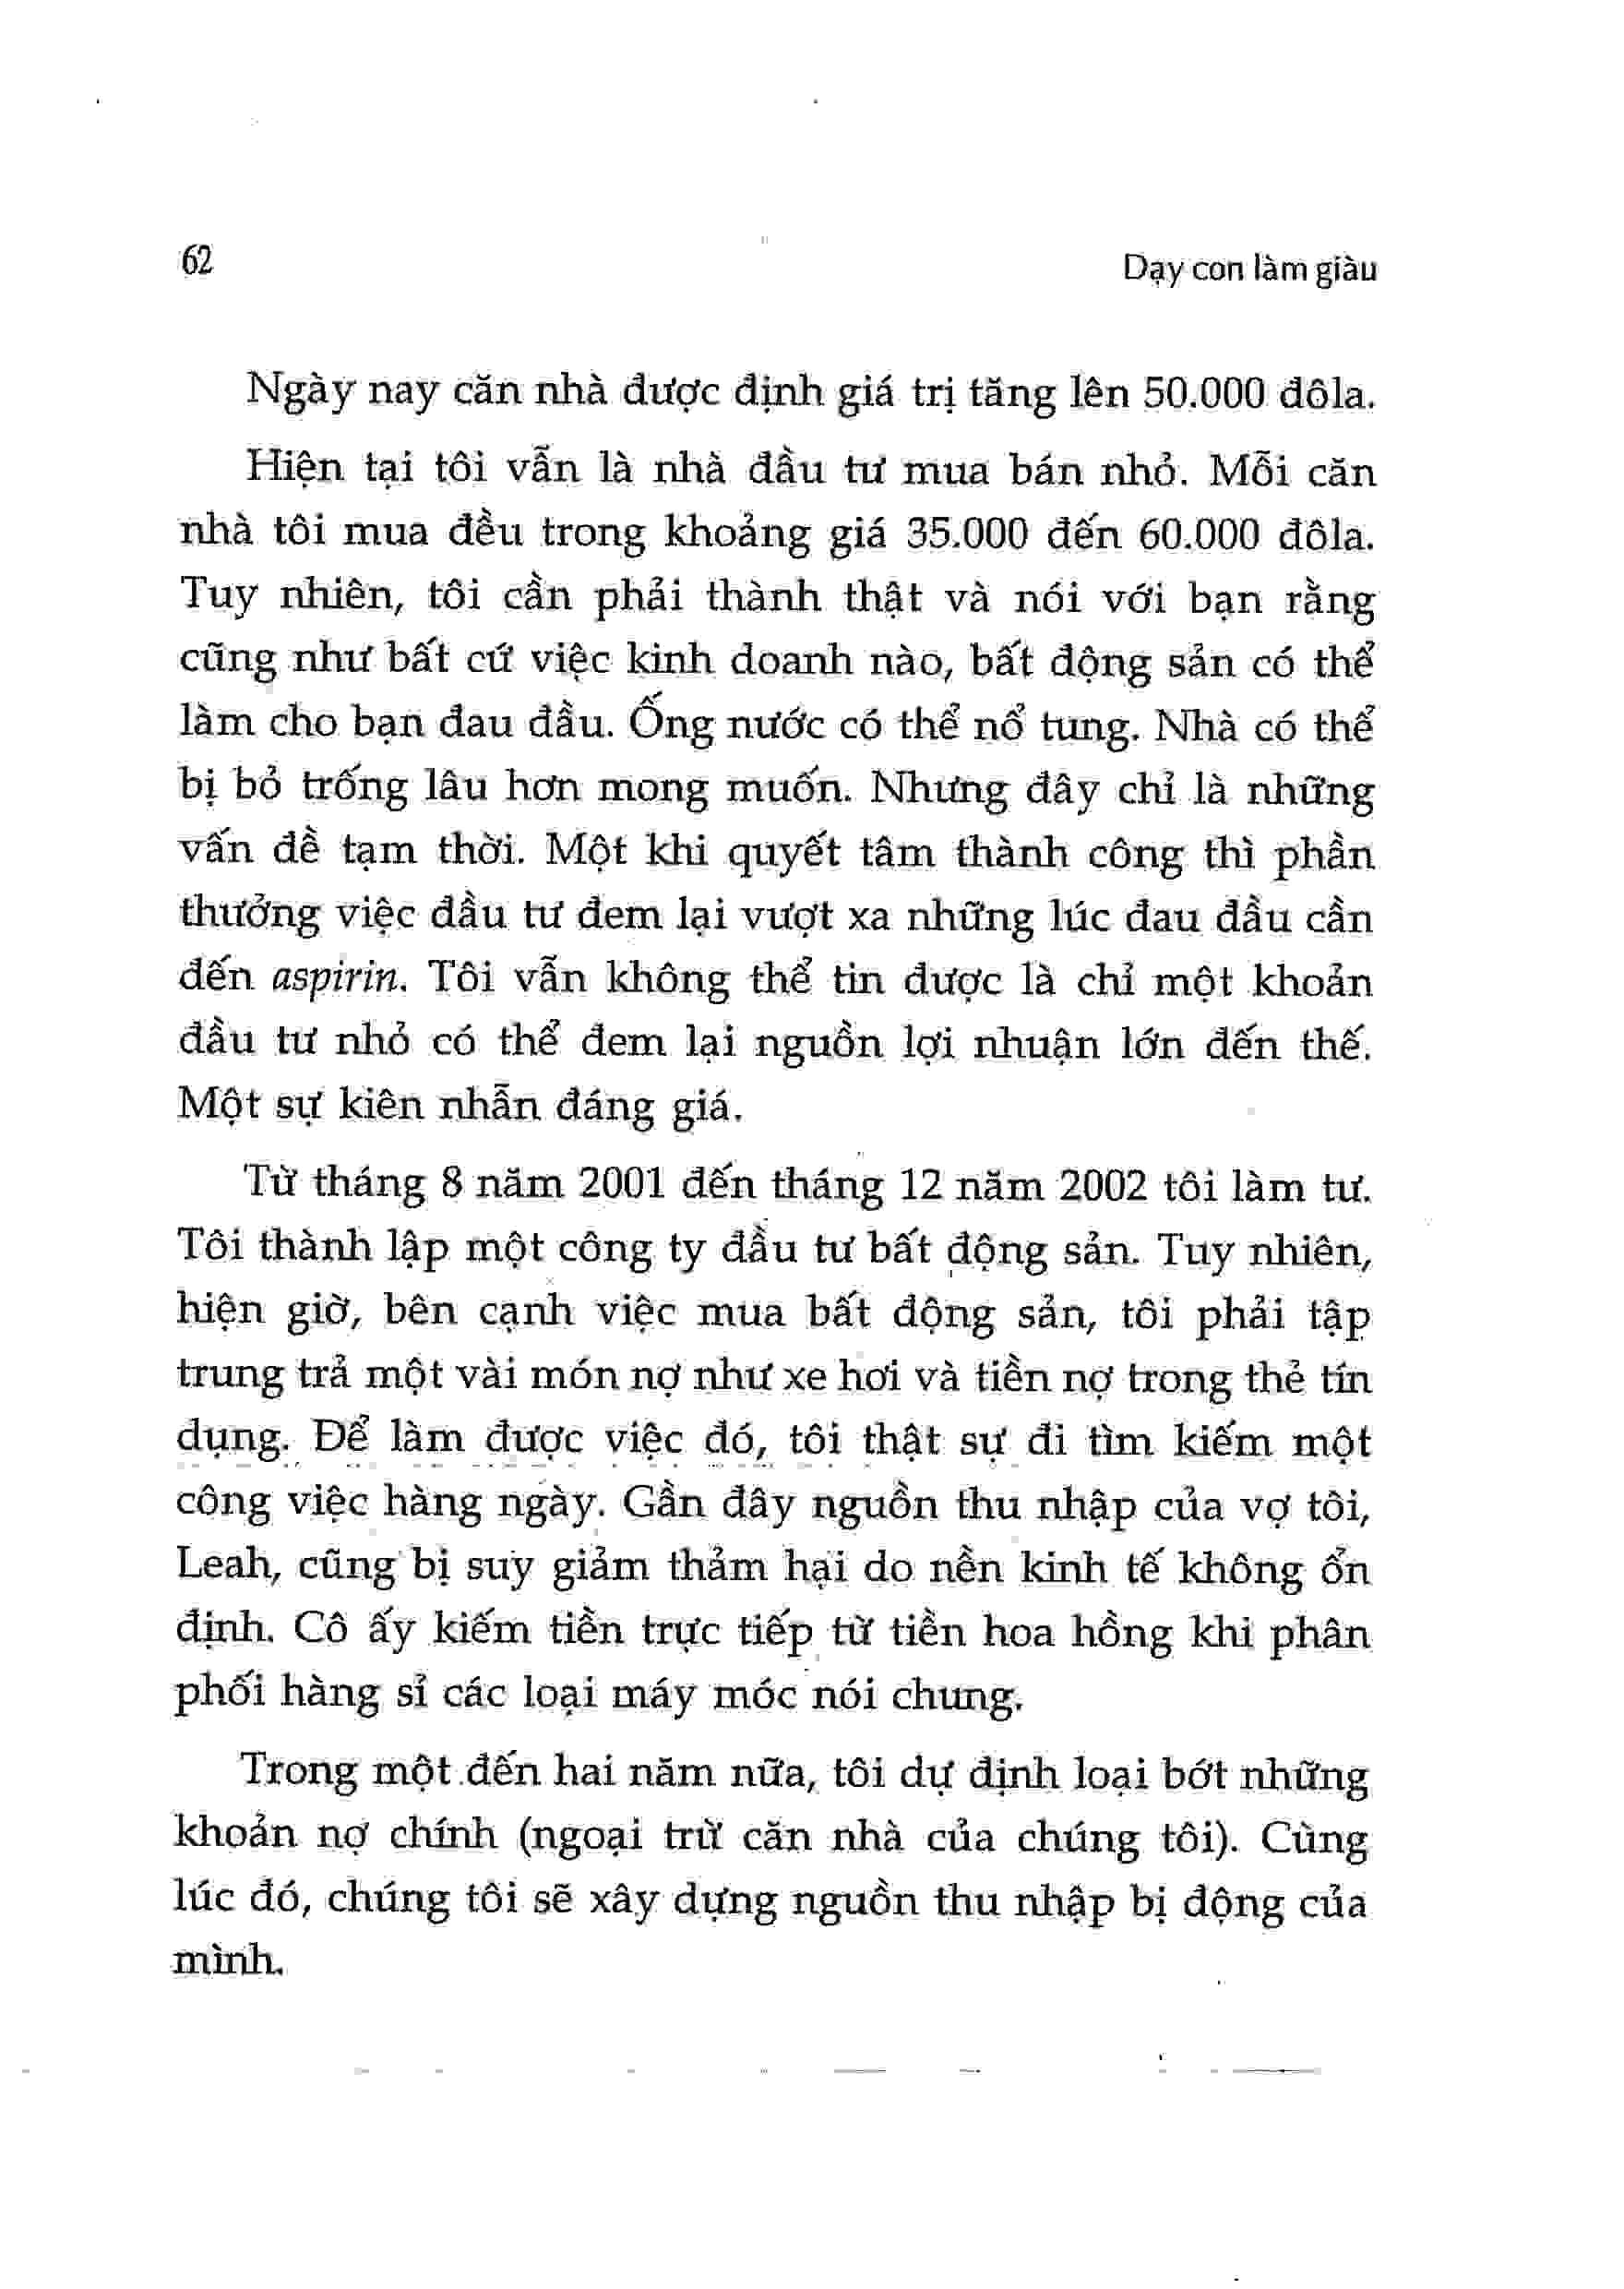 62
Dạy con làm giàu
Ngày nay căn nhà được định giá trị tăng lên 50.000 đôla.
Hiện tại tôi vẫn là nhà đầu tư mua bán nhỏ. Mỗi căn
nhà tôi mua đều trong khoảng giá 35.000 đến 60.000 đôla.
Tuy nhiên, tôi cần phải thành thật và nói với bạn rằng
cũng như bất cứ việc kinh doanh nào, bất động sản có thể
làm cho bạn đau đầu. Ống nước có thể nổ tung. Nhà có thể
bị bỏ trống lâu hơn mong muốn. Nhưng đây chỉ là những
vấn đề tạm thời. Một khi quyết tâm thành công thì phần
thưởng việc đầu tư đem lại vượt xa những lúc đau đầu cần
đến aspirin. Tôi vẫn không thể tin được là chỉ một khoản
đầu tư nhỏ có thể đem lại nguồn lợi nhuận lớn đến thế.
Một sự kiên nhẫn đáng giá.
Từ tháng 8 năm 2001 đến tháng 12 năm 2002 tôi làm tư.
Tôi thành lập một công ty đầu tư bất động sản. Tuy nhiên,
hiện giờ, bên cạnh việc mua bất động sản, tôi phải tập
trung trả một vài món nợ như xe hơi và tiền nợ trong thẻ tín
dụng. Để làm được việc đó, tôi thật sự đi tìm kiếm một
công việc hàng ngày. Gần đây nguồn thu nhập của vợ tôi,
Leah, cũng bị suy giảm thảm hại do nền kinh tế không ổn
định. Cô ấy kiếm tiền trực tiếp từ tiền hoa hồng khi phân
phối hàng sỉ các loại máy móc nói chung.
Trong một đến hai năm nữa, tôi dự định loại bớt những
khoản nợ chính (ngoại trừ căn nhà của chúng tôi). Cùng
lúc đó, chúng tôi sẽ xây dựng nguồn thu nhập bị động của
mình.